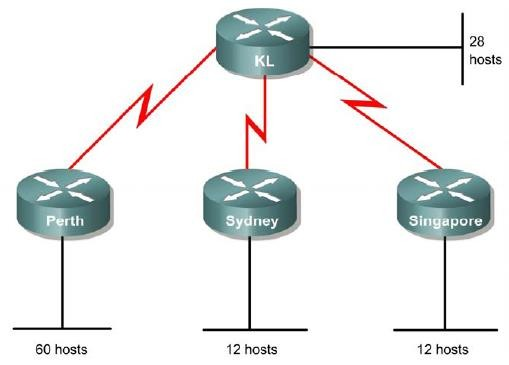 KL
28
hosts
Perth
Sydney
Singapore
60 hosts
12 hosts
12 hosts